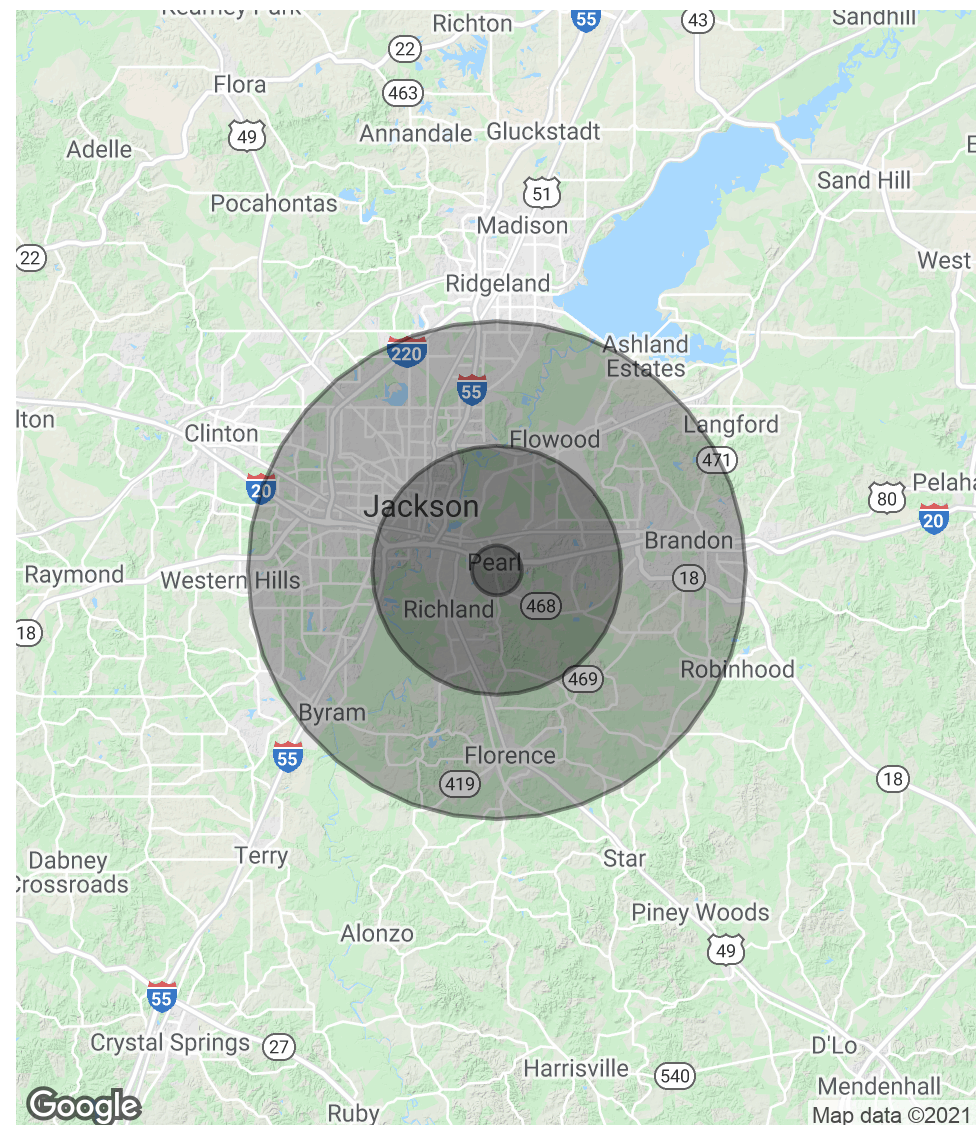 Kearney Park
Richton
55
43
Sandhill
22
Flora
463
49
Annandale
Gluckstadt
Adelle
51
Sand Hill
Pocahontas
Madison
22
West
Ridgeland
220
Ashland
Estates
55
lton
Clinton
Flowood
Langford
471
20
80
Pelaha
Jackson
20
Brandon
Pearl
Raymond
Western Hills
18
Richland
468
18
469
Robinhood
Byram
55
Florence
419
18
Dabney
Crossroads
Terry
Star
Piney Woods
Alonzo
49
55
Crystal Springs
27
D'Lo
Harrisville
540
Mendenhall
Google
Ruby
Map data ©2021